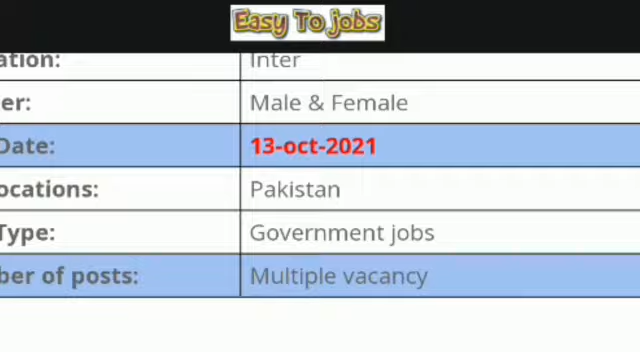 Easy To Jobs
ation: Inter
er: Male & Female
Date: 13-oct-2021
ocations: Pakistan
Type: Government jobs
ber of posts: Multiple vacancy